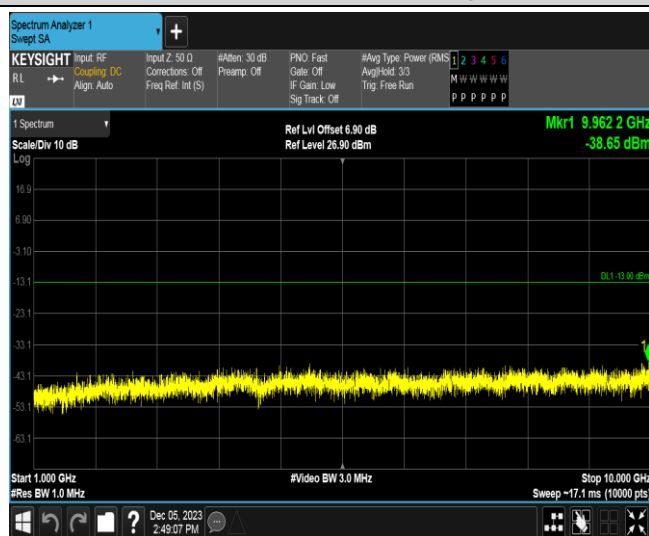 Spectrum Analyzer 1
Swept SA
+
KEYSIGHT
RL
LXI
Input: RF
Coupling: DC
Align: Auto
Input Z: 50 Ω
Corrections: Off
Freq Ref: Int (S)
#Atten: 30 dB
Preamp: Off
PNO: Fast
Gate: Off
IF Gain: Low
Sig Track: Off
#Avg Type: Power (RMS
Avg|Hold: 3/3
Trig: Free Run
1 2 3 4 5 6
M W W W W W
P P P P P P
1 Spectrum
Scale/Div 10 dB
Log
Ref Lvl Offset 6.90 dB
Ref Level 26.90 dBm
Mkr1 9.962 2 GHz
-38.65 dBm
16.9
6.90
-3.10
-13.1
DL1 -13.00 dBm
-23.1
-33.1
1
-43.1
-53.1
-63.1
Start 1.000 GHz
#Res BW 1.0 MHz
#Video BW 3.0 MHz
Stop 10.000 GHz
Sweep ~17.1 ms (10000 pts)
?
Dec 05, 2023
2:49:07 PM